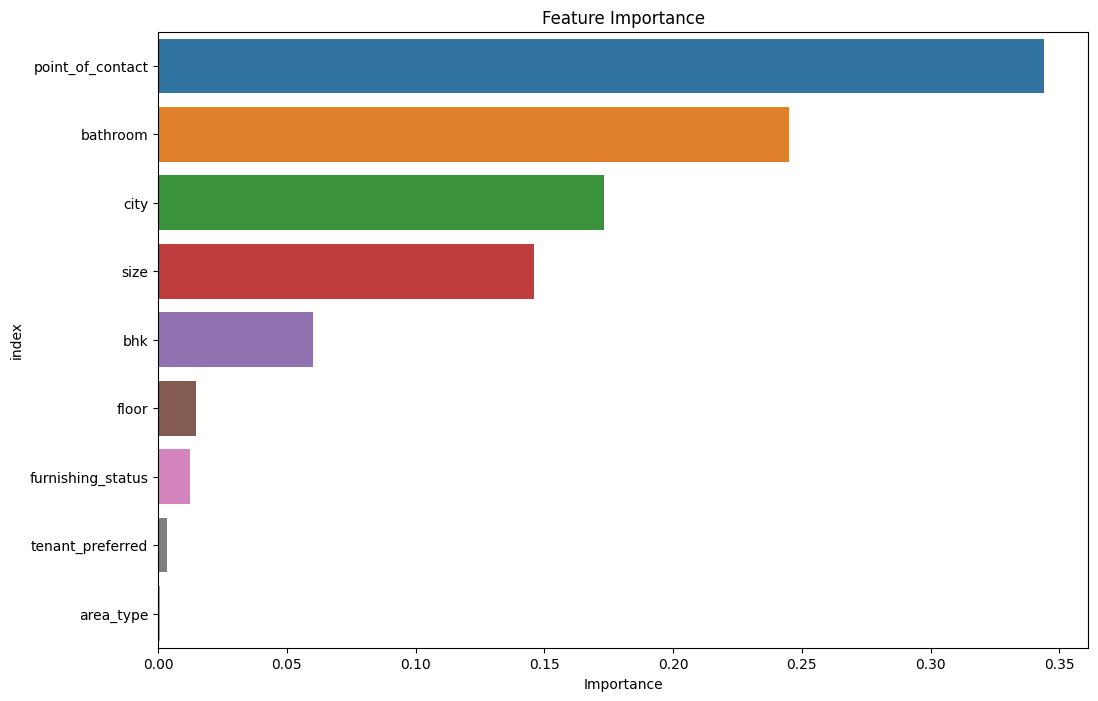 Feature Importance
point_of_contact
bathroom
city
size
bhk
floor
furnishing_status
tenant_preferred
area_type
index
0.00 0.05 0.10 0.15 0.20 0.25 0.30 0.35
Importance